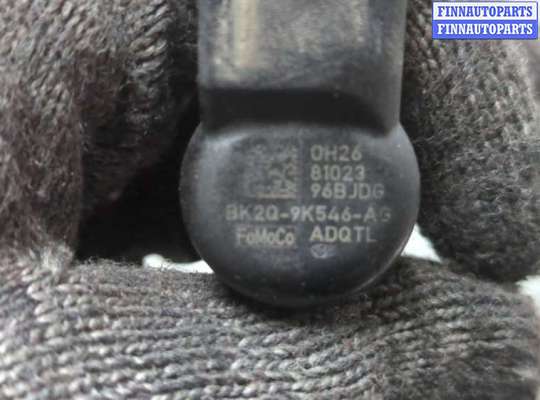 FINNAUTOPARTS
FINNAUTOPARTS
0H26
81023
96BJDG
BK2Q-9K546-AG
FoMoCo ADQTL